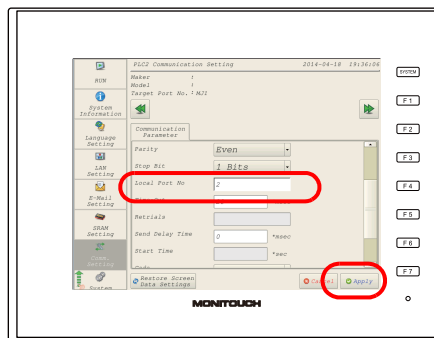 PLC2 Communication Setting
2014-04-18 19:36:06
RUN
Maker :
Model :
Target Port No. : MJ1
SYSTEM
System
Information
F1
Language
Setting
Communication
Parameter
F2
Parity
Even
LAN
Setting
Stop Bit
1 Bits
F3
Local Port No
2
E-Mail
Setting
F4
SRAM
Setting
Retrials
F5
Send Delay Time
0
*msec
Comm.
Setting
Start Time
*sec
F6
Restore Screen
Data Settings
Cancel
Apply
F7
System
MONITOUCH